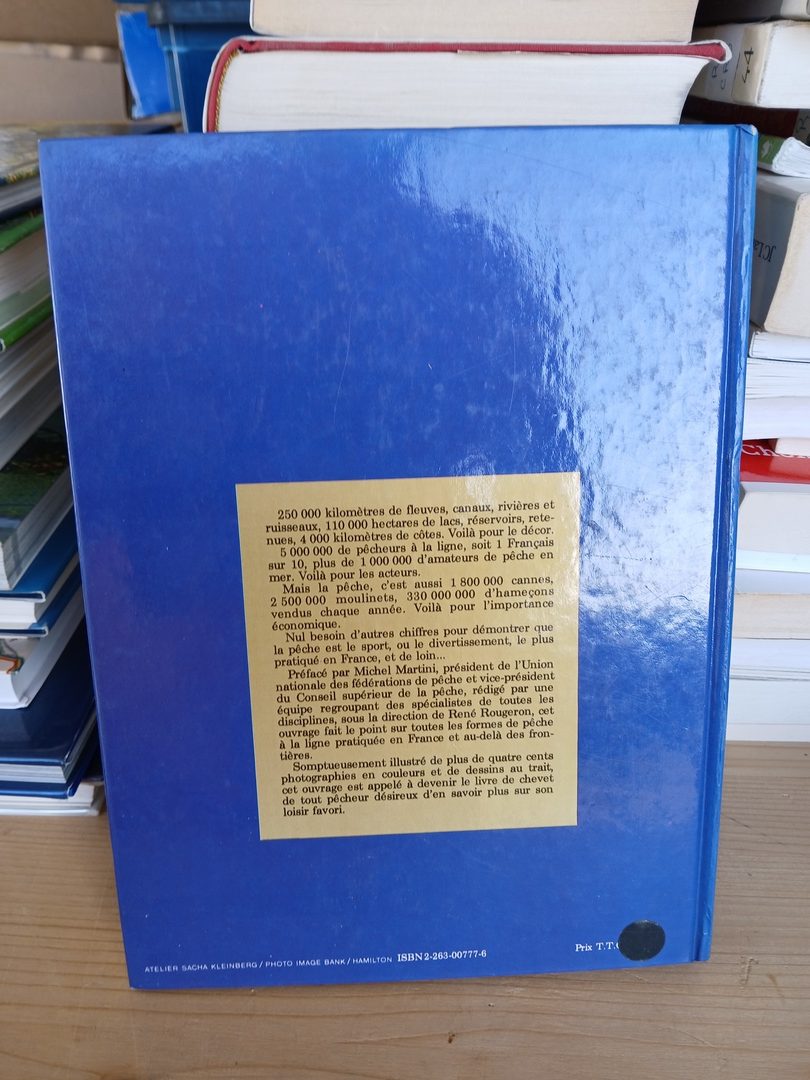 44
JCLa
Cho
250 000 kilomètres de fleuves, canaux, rivières et
ruisseaux, 110 000 hectares de lacs, réservoirs, rete-
nues, 4 000 kilomètres de côtes. Voilà pour le décor.
5 000 000 de pêcheurs à la ligne, soit 1 Français
sur 10, plus de 1 000 000 d'amateurs de pêche en
mer. Voilà pour les acteurs.
Mais la pêche, c'est aussi 1 800 000 cannes,
2 500 000 moulinets, 330 000 000 d'hameçons
vendus chaque année. Voilà pour l'importance
économique.
Nul besoin d'autres chiffres pour démontrer que
la pêche est le sport, ou le divertissement, le plus
pratiqué en France, et de loin...
Préfacé par Michel Martini, président de l'Union
nationale des fédérations de pêche et vice-président
du Conseil supérieur de la pêche, rédigé par une
équipe regroupant des spécialistes de toutes les
disciplines, sous la direction de René Rougeron, cet
ouvrage fait le point sur toutes les formes de pêche
à la ligne pratiquée en France et au-delà des fron-
tières.
Somptueusement illustré de plus de quatre cents
photographies en couleurs et de dessins au trait,
cet ouvrage est appelé à devenir le livre de chevet
de tout pêcheur désireux d'en savoir plus sur son
loisir favori.
ATELIER SACHA KLEINBERG / PHOTO IMAGE BANK / HAMILTON ISBN 2-263-00777-6
Prix T.T.